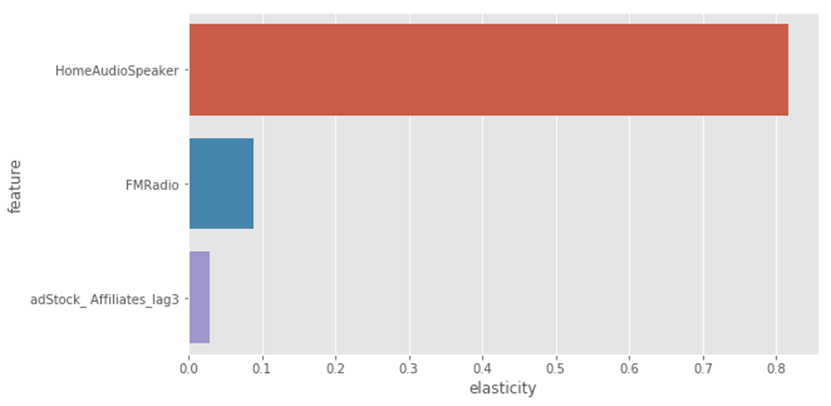 HomeAudioSpeaker
FMRadio
adStock_ Affiliates_lag3
feature
0.0 0.1 0.2 0.3 0.4 0.5 0.6 0.7 0.8
elasticity